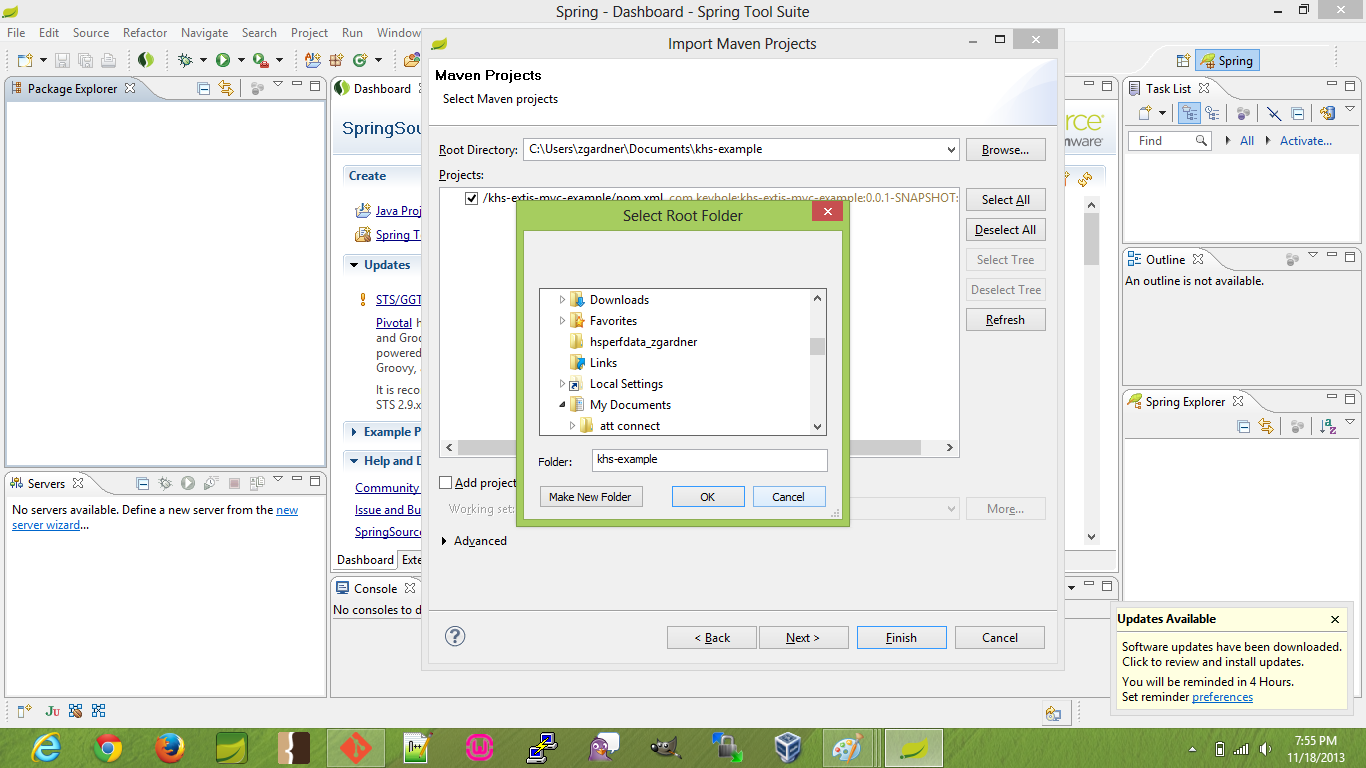 Spring - Dashboard - Spring Tool Suite
File Edit Source Refactor Navigate Search Project Run Window
Import Maven Projects
Spring
Package Explorer
Dashboard
Maven Projects
Select Maven projects
Task List
SpringSou
rce
mware
Find
All
Activate...
Root Directory:
C:\Users\zgardner\Documents\khs-example
Browse...
Projects:
/khs-extjs-mvc-example/pom.xml com.keyhole:khs-extjs-mvc-example:0.0.1-SNAPSHOT:
Select All
Deselect All
Select Tree
Deselect Tree
Refresh
Create
Java Proj
Spring T
Updates
STS/GGT
Pivotal h
and Groo
powered
Groovy, a
It is reco
STS 2.9.x
Example P
Help and D
Community
Issue and Bu
SpringSource
Dashboard
Exte
Select Root Folder
Downloads
Favorites
hsperfdata_zgardner
Links
Local Settings
My Documents
att connect
Folder:
khs-example
Make New Folder
OK
Cancel
Outline
An outline is not available.
Spring Explorer
Servers
No servers available. Define a new server from the new
server wizard...
Add project
Working set:
More...
Advanced
Console
No consoles to d
< Back
Next >
Finish
Cancel
Updates Available
Software updates have been downloaded.
Click to review and install updates.
You will be reminded in 4 Hours.
Set reminder preferences
Ju
n++
7:55 PM
11/18/2013